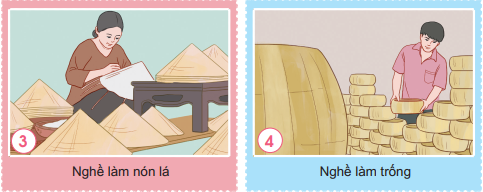 3
Nghề làm nón lá
4
Nghề làm trống